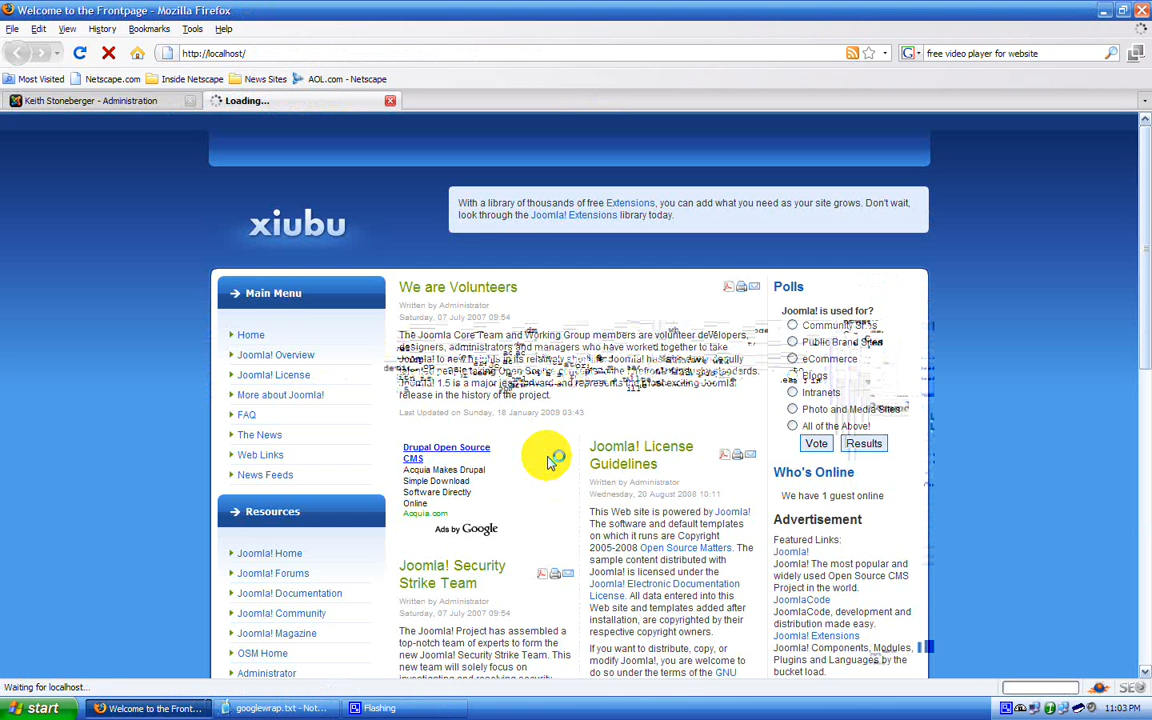 Welcome to the Frontpage - Mozilla Firefox
File Edit View History Bookmarks Tools Help
http://localhost/
free video player for website
Most Visited Netscape.com Inside Netscape News Sites AOL.com - Netscape
Keith Stoneberger - Administration
Loading...
With a library of thousands of free Extensions, you can add what you need as your site grows. Don't wait,
look through the Joomla! Extensions library today.
xiubu
Main Menu
Home
Joomla! Overview
Joomla! License
More about Joomla!
FAQ
The News
Web Links
News Feeds
Resources
Joomla! Home
Joomla! Forums
Joomla! Documentation
Joomla! Community
Joomla! Magazine
OSM Home
Administrator
We are Volunteers
Written by Administrator
Saturday, 07 July 2007 09:54
The Joomla Core Team and Working Group members are volunteer developers,
designers, administrators and managers who have worked together to take
Joomla! to new heights in its relatively short life. Joomla! has
people taking Open Source standards.
Joomla! 1.5 is a major leap forward and represents the most exciting Joomla!
release in the history of the project.
Last Updated on Sunday, 18 January 2009 03:43
Drupal Open Source
CMS
Acquia Makes Drupal
Simple Download
Software Directly
Online
Acquia.com
Ads by Google
Joomla! Security
Strike Team
Written by Administrator
Saturday, 07 July 2007 09:54
The Joomla! Project has assembled a
top-notch team of experts to form the
new Joomla! Security Strike Team. This
new team will solely focus on
investigating and resolving security
Joomla! License
Guidelines
Written by Administrator
Wednesday, 20 August 2008 10:11
This Web site is powered by Joomla!
The software and default templates
on which it runs are Copyright
2005-2008 Open Source Matters. The
sample content distributed with
Joomla! is licensed under the
Joomla! Electronic Documentation
License. All data entered into this
Web site and templates added after
installation, are copyrighted by their
respective copyright owners.
If you want to distribute, copy, or
modify Joomla!, you are welcome to
do so under the terms of the GNU
Polls
Joomla! is used for?
Community Sites
Public Brand Sites
eCommerce
Blogs
Intranets
Photo and Media Sites
All of the Above!
Vote Results
Who's Online
We have 1 guest online
Advertisement
Featured Links:
Joomla!
Joomla! The most popular and
widely used Open Source CMS
Project in the world.
JoomlaCode
JoomlaCode, development and
distribution made easy.
Joomla! Extensions
Joomla! Components, Modules,
Plugins and Languages by the
bucket load.
Waiting for localhost...
start Welcome to the Front... googlewrap.txt - Not... Flashing 11:03 PM